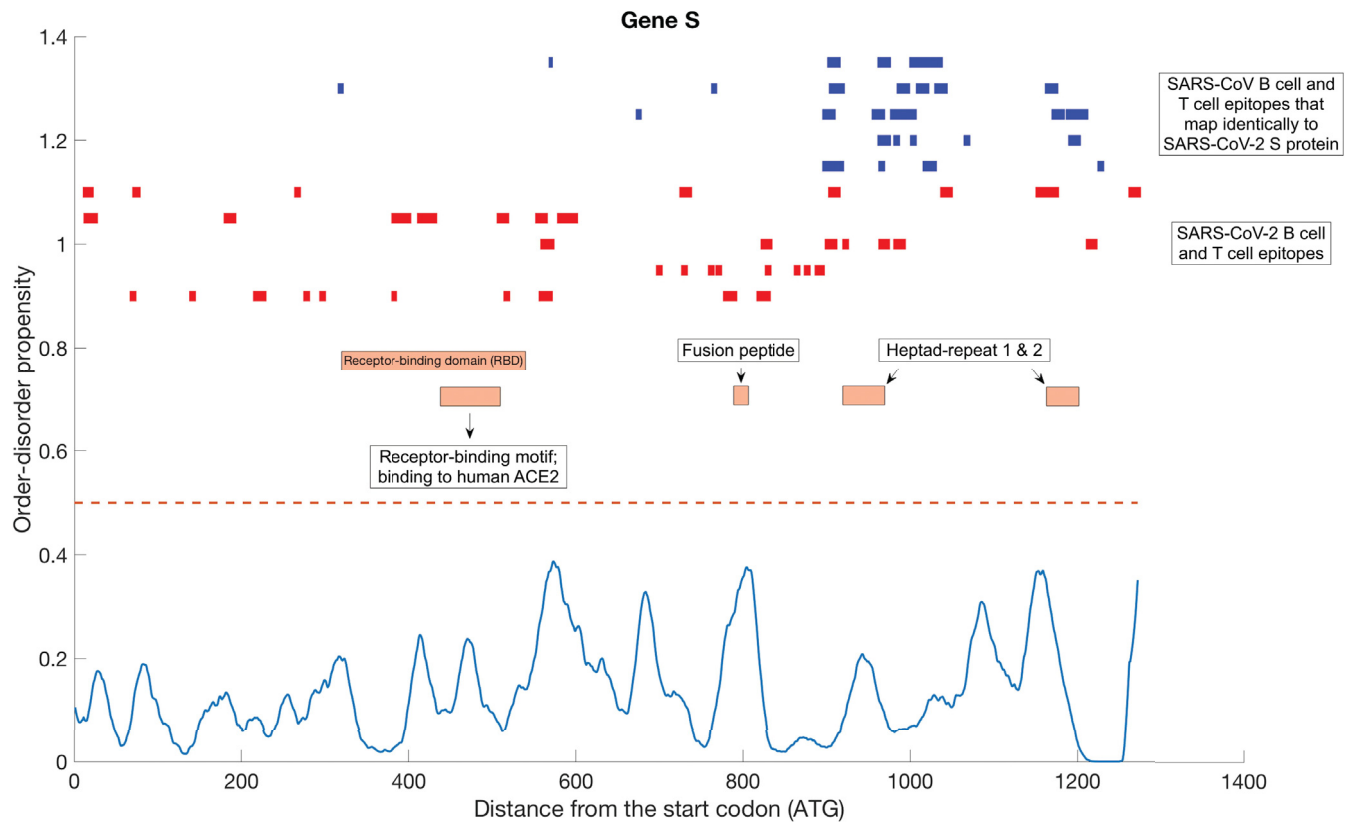 Gene S
1.4
1.2
1
0.8
0.6
0.4
0.2
0
Order-disorder propensity
SARS-CoV B cell and
T cell epitopes that
map identically to
SARS-CoV-2 S protein
SARS-CoV-2 B cell
and T cell epitopes
Receptor-binding domain (RBD)
Fusion peptide
Heptad-repeat 1 & 2
Receptor-binding motif;
binding to human ACE2
0 200 400 600 800 1000 1200 1400
Distance from the start codon (ATG)